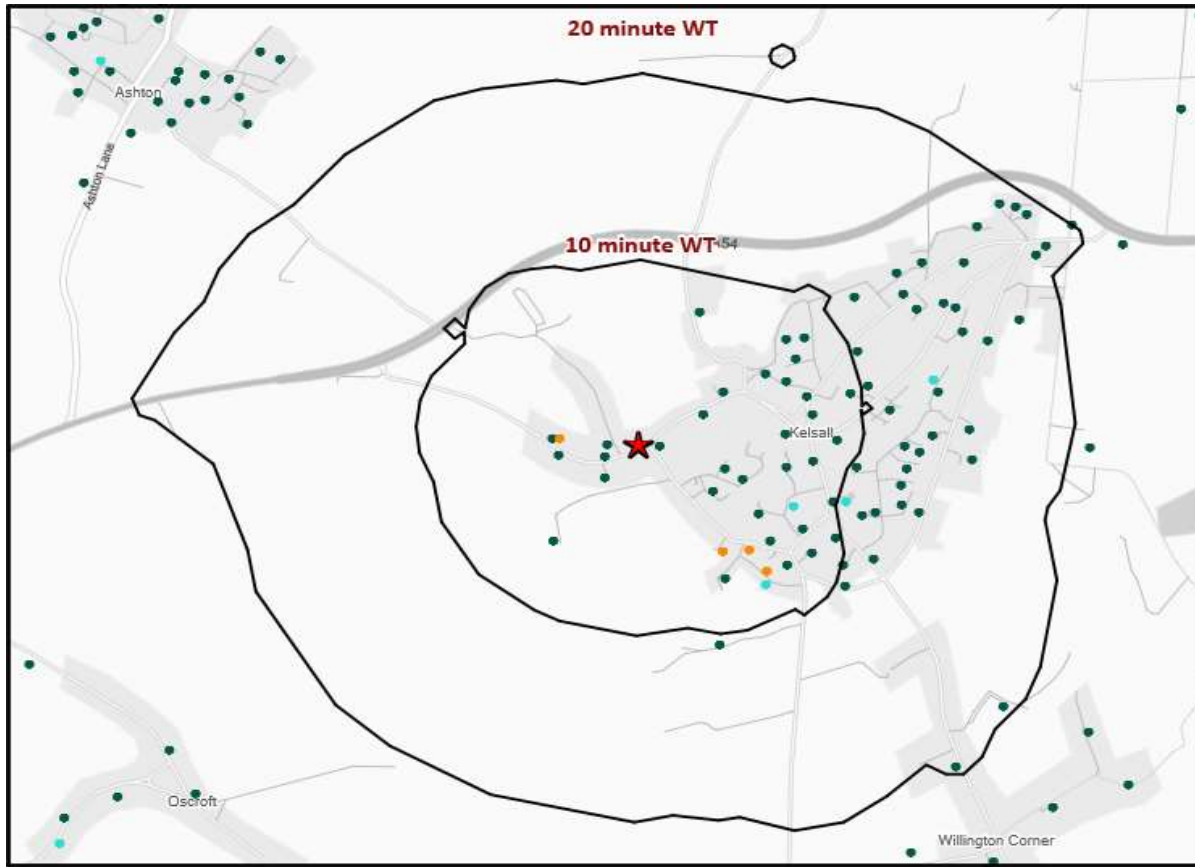 20 minute WT
Ashton
Ashton Lane
10 minute WT
Kelsall
Oscroft
Willington Corner